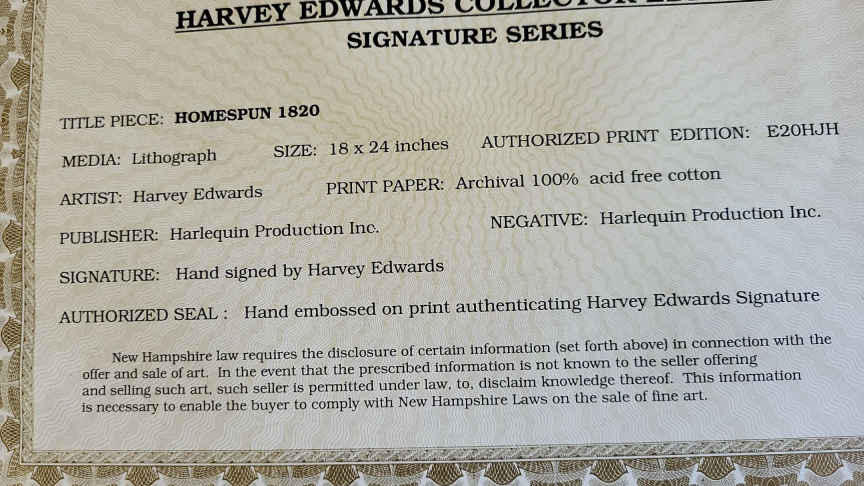 HARVEY EDWARDS COLLECTOR
SIGNATURE SERIES
TITLE PIECE: HOMESPUN 1820
MEDIA: Lithograph SIZE: 18 x 24 inches AUTHORIZED PRINT EDITION: E20HJH
ARTIST: Harvey Edwards PRINT PAPER: Archival 100% acid free cotton
PUBLISHER: Harlequin Production Inc. NEGATIVE: Harlequin Production Inc.
SIGNATURE: Hand signed by Harvey Edwards
AUTHORIZED SEAL : Hand embossed on print authenticating Harvey Edwards Signature
New Hampshire law requires the disclosure of certain information (set forth above) in connection with the
offer and sale of art. In the event that the prescribed information is not known to the seller offering
and selling such art, such seller is permitted under law, to, disclaim knowledge thereof. This information
is necessary to enable the buyer to comply with New Hampshire Laws on the sale of fine art.